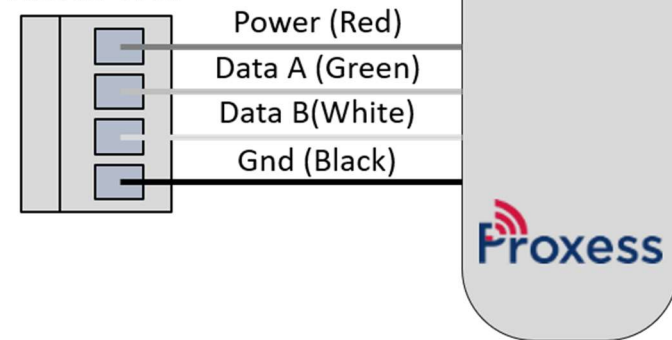 Power (Red)
Data A (Green)
Data B(White)
Gnd (Black)
Proxess